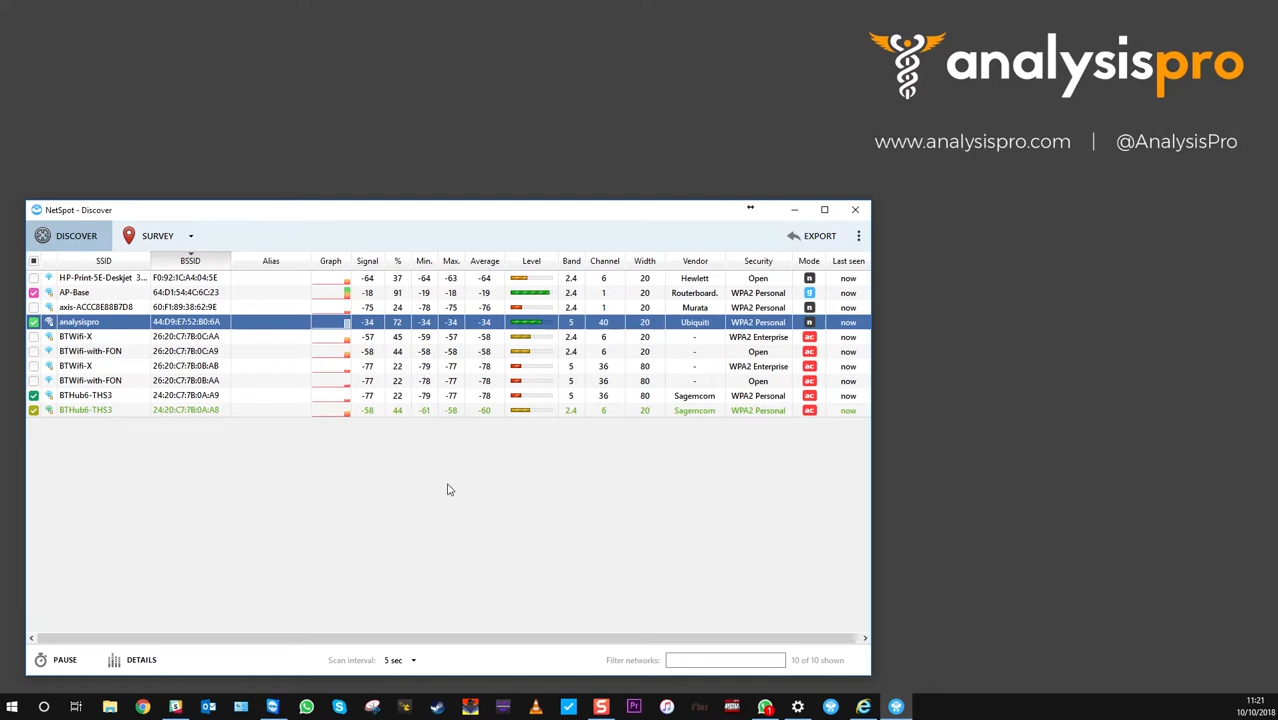 analysispro
www.analysispro.com | @AnalysisPro
NetSpot - Discover
DISCOVER SURVEY EXPORT
SSID BSSID Alias Graph Signal % Min. Max. Average Level Band Channel Width Vendor Security Mode Last seen
HP-Print-5E-Deskjet 3... F0:92:1C:A4:04:5E -64 37 -64 -63 -64 2.4 6 20 Hewlett Open n now
AP-Base 64:D1:54:4C:6C:23 -18 91 -19 -18 -19 2.4 1 20 Routerboard. WPA2 Personal g now
axis-ACCC8E88B7D8 60:F1:89:38:62:9E -75 24 -78 -75 -76 2.4 1 20 Murata WPA2 Personal n now
analysispro 44:D9:E7:52:B0:6A -34 72 -34 -34 -34 5 40 20 Ubiquiti WPA2 Personal n now
BTWifi-X 26:20:C7:7B:0C:AA -57 45 -59 -57 -58 2.4 6 20 - WPA2 Enterprise ac now
BTWifi-with-FON 26:20:C7:7B:0C:A9 -58 44 -58 -58 -58 2.4 6 20 - Open ac now
BTWifi-X 26:20:C7:7B:0B:AB -77 22 -79 -77 -78 5 36 80 - WPA2 Enterprise ac now
BTWifi-with-FON 26:20:C7:7B:0B:AA -77 22 -78 -77 -78 5 36 80 - Open ac now
BTHub6-THS3 24:20:C7:7B:0A:A9 -77 22 -79 -77 -78 5 36 80 Sagemcom WPA2 Personal ac now
BTHub6-THS3 24:20:C7:7B:0A:A8 -58 44 -61 -58 -60 2.4 6 20 Sagemcom WPA2 Personal ac now
PAUSE DETAILS Scan interval: 5 sec Filter networks: 10 of 10 shown
11:21
10/10/2018